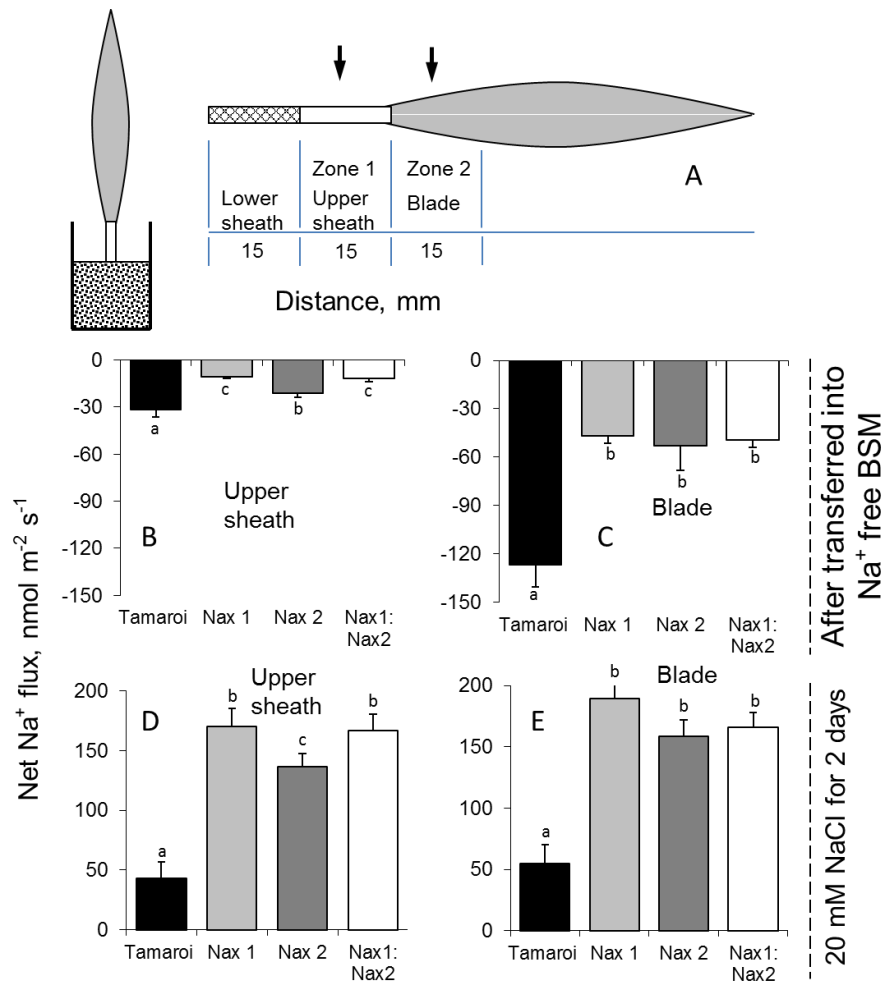 A
Zone 1 Zone 2
Lower Upper Blade
sheath sheath
15 15 15
Distance, mm
Net Na⁺ flux, nmol m⁻² s⁻¹
0
-30
-60
-90
-120
-150
a
c
b
c
Upper
sheath
B
Tamaroi Nax 1 Nax 2 Nax1:
Nax2
0
-30
-60
-90
-120
-150
a
b
b
b
Blade
C
Tamaroi Nax 1 Nax 2 Nax1:
Nax2
After transferred into
Na⁺ free BSM
Upper
sheath
D
200
150
100
50
0
a
b
c
b
Tamaroi Nax 1 Nax 2 Nax1:
Nax2
Blade
E
200
150
100
50
0
a
b
b
b
Tamaroi Nax 1 Nax 2 Nax1:
Nax2
20 mM NaCl for 2 days